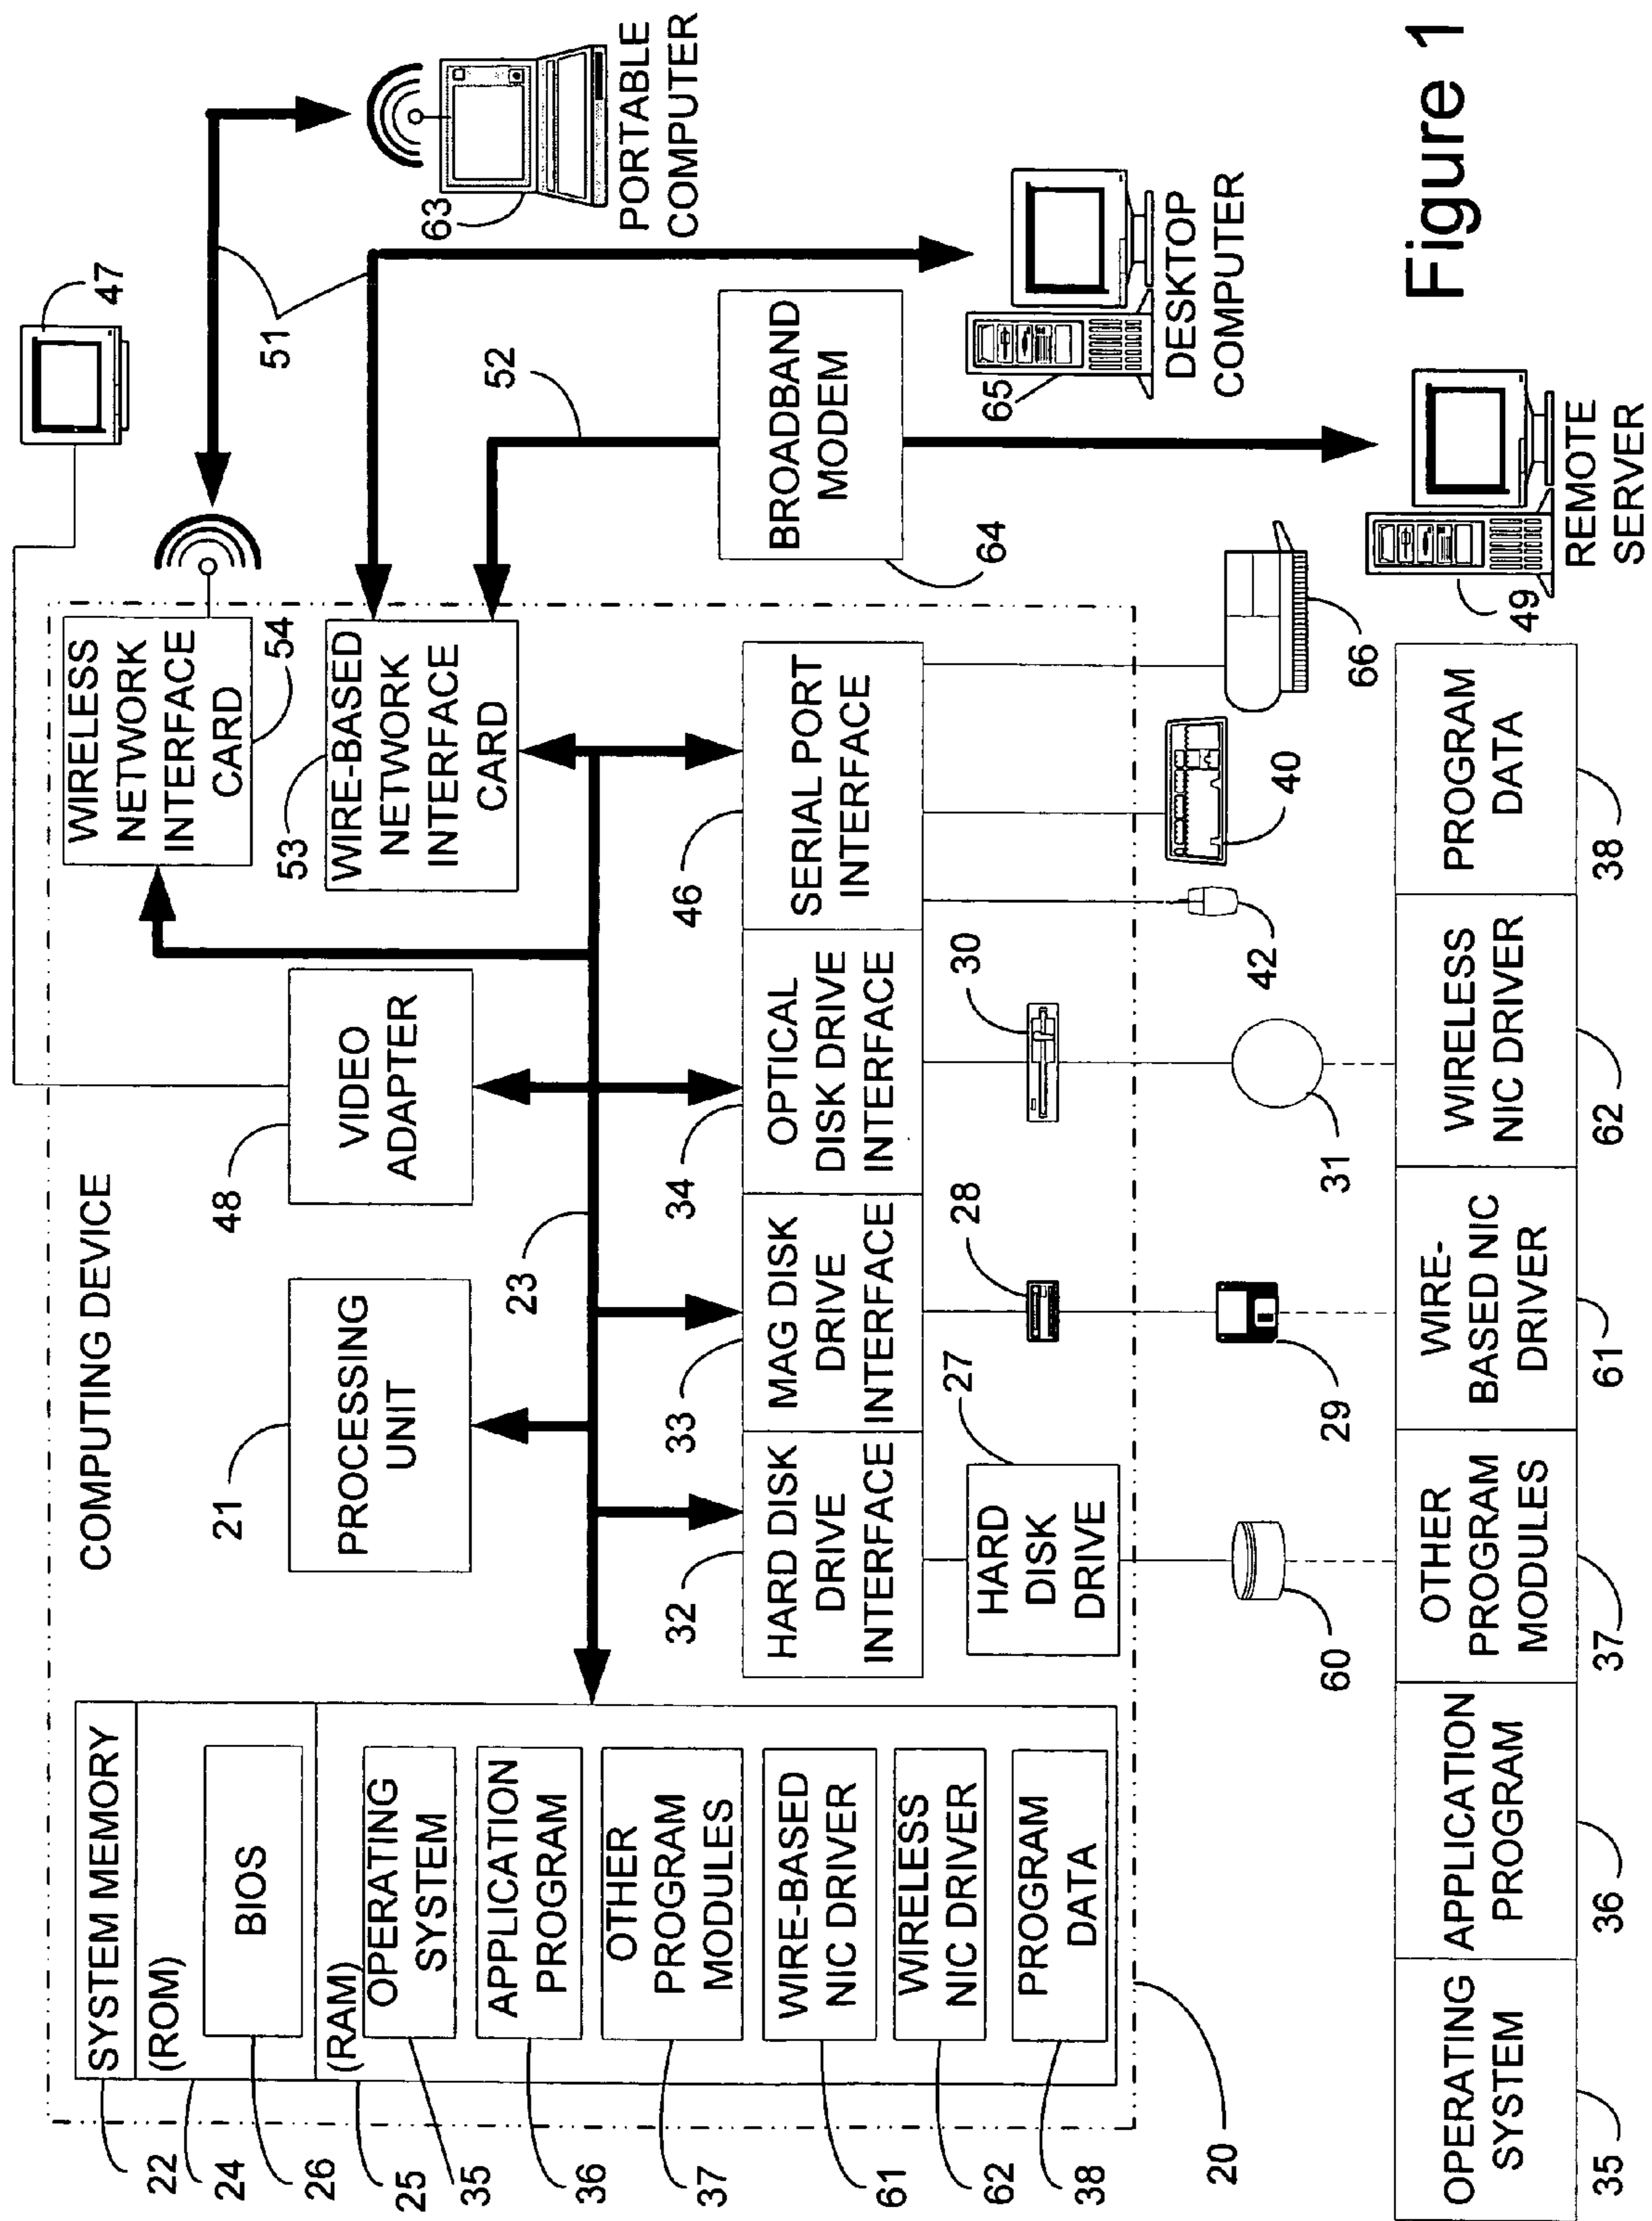 COMPUTING DEVICE
SYSTEM MEMORY
22
(ROM)
24
BIOS
26
(RAM)
25
OPERATING
SYSTEM
35
APPLICATION
PROGRAM
36
OTHER
PROGRAM
MODULES
37
WIRE-BASED
NIC DRIVER
61
WIRELESS
NIC DRIVER
62
PROGRAM
DATA
38
20
21
PROCESSING
UNIT
48
VIDEO
ADAPTER
47
WIRELESS
NETWORK
INTERFACE
CARD
54
53
WIRE-BASED
NETWORK
INTERFACE
CARD
23
51
52
32
HARD DISK
DRIVE
INTERFACE
33
MAG DISK
DRIVE
INTERFACE
34
OPTICAL
DISK DRIVE
INTERFACE
46
SERIAL PORT
INTERFACE
HARD
DISK
DRIVE
27
28
30
60
29
31
42
40
66
BROADBAND
MODEM
64
63
PORTABLE
COMPUTER
65
DESKTOP
COMPUTER
49
REMOTE
SERVER
OPERATING
SYSTEM
35
APPLICATION
PROGRAM
36
OTHER
PROGRAM
MODULES
37
WIRE-
BASED NIC
DRIVER
61
WIRELESS
NIC DRIVER
62
PROGRAM
DATA
38
Figure 1